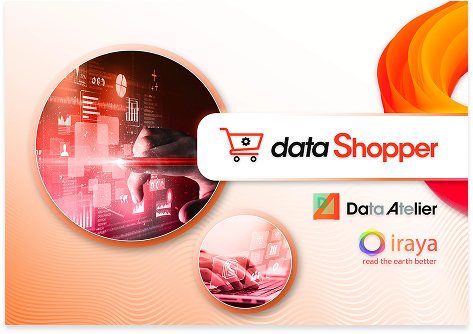 data Shopper
Data Atelier
iraya
read the earth better